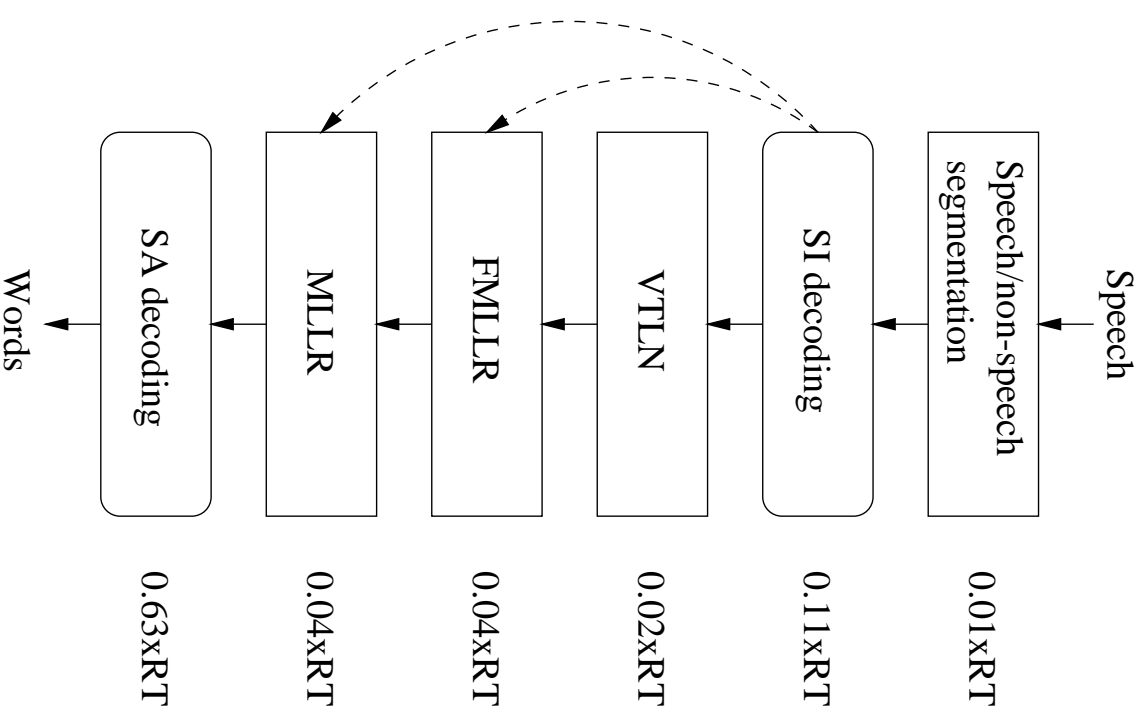 Speech
Speech/non-speech
segmentation
0.01xRT
SI decoding
0.11xRT
VTLN
0.02xRT
FMLLR
0.04xRT
MLLR
0.04xRT
SA decoding
0.63xRT
Words